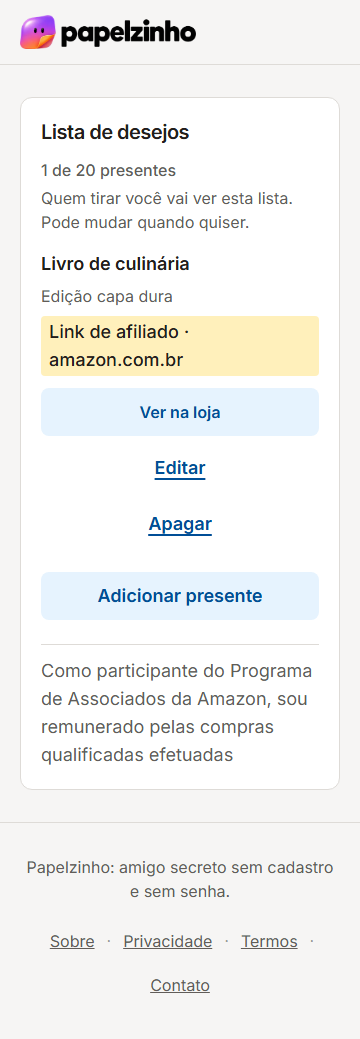 papelzinho
Lista de desejos
1 de 20 presentes
Quem tirar você vai ver esta lista.
Pode mudar quando quiser.
Livro de culinária
Edição capa dura
Link de afiliado ·
amazon.com.br
Ver na loja
Editar
Apagar
Adicionar presente
Como participante do Programa
de Associados da Amazon, sou
remunerado pelas compras
qualificadas efetuadas
Papelzinho: amigo secreto sem cadastro
e sem senha.
Sobre · Privacidade · Termos ·
Contato